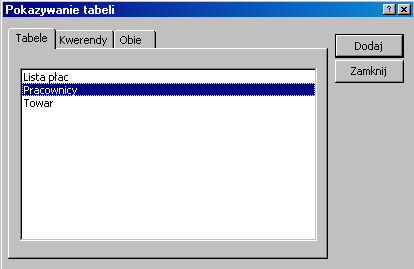 Pokazywanie tabeli
Tabele Kwerendy Obie
Dodaj
Zamknij
Lista płac
Pracownicy
Towar